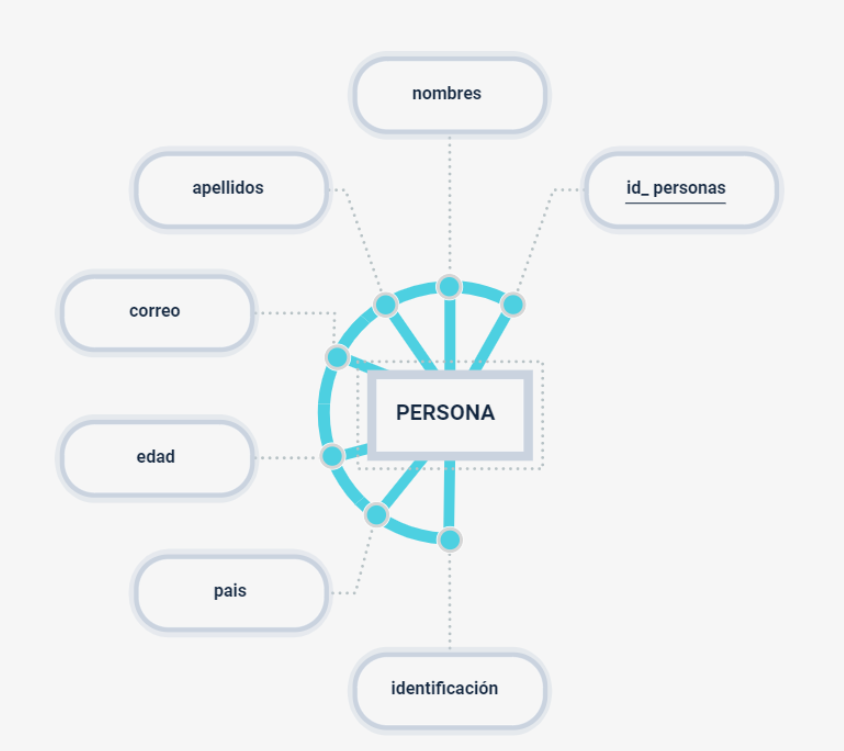 nombres
apellidos
id_ personas
correo
PERSONA
edad
pais
identificación